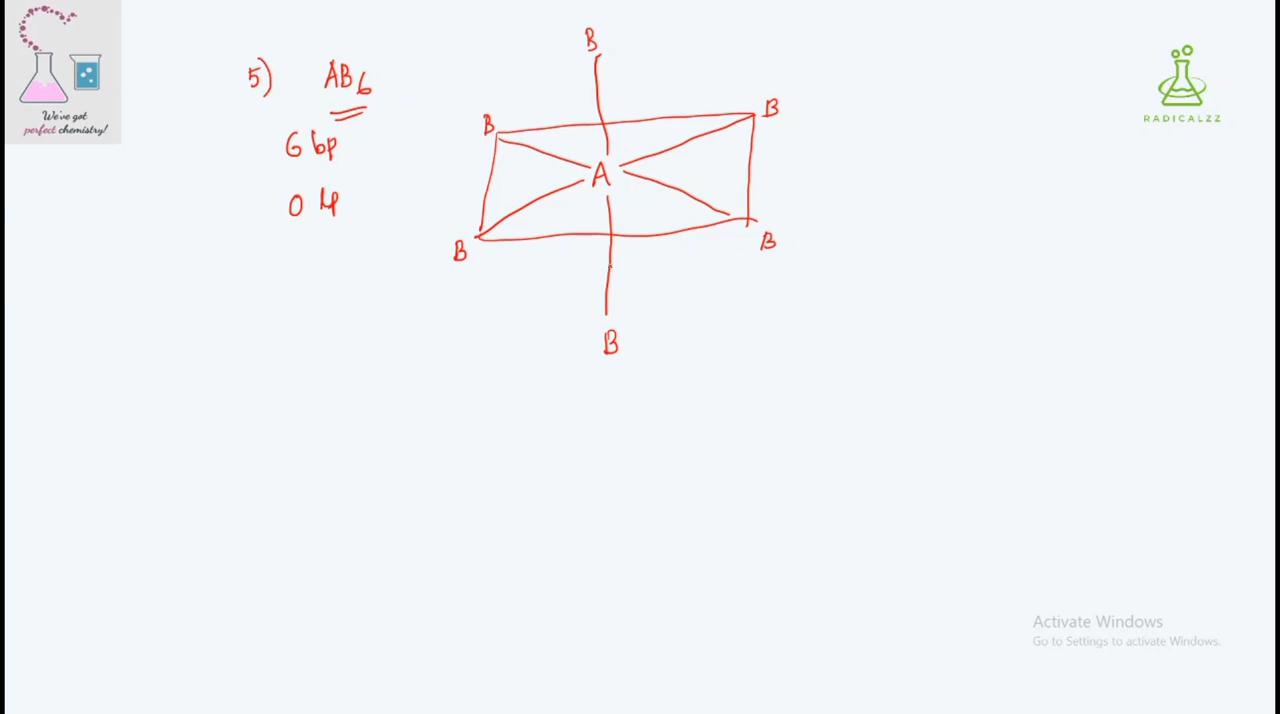 We've got
perfect chemistry!
RADICALZZ
5) AB6
6 bp
0 lp
B
B
B
A
B
B
B
Activate Windows
Go to Settings to activate Windows.